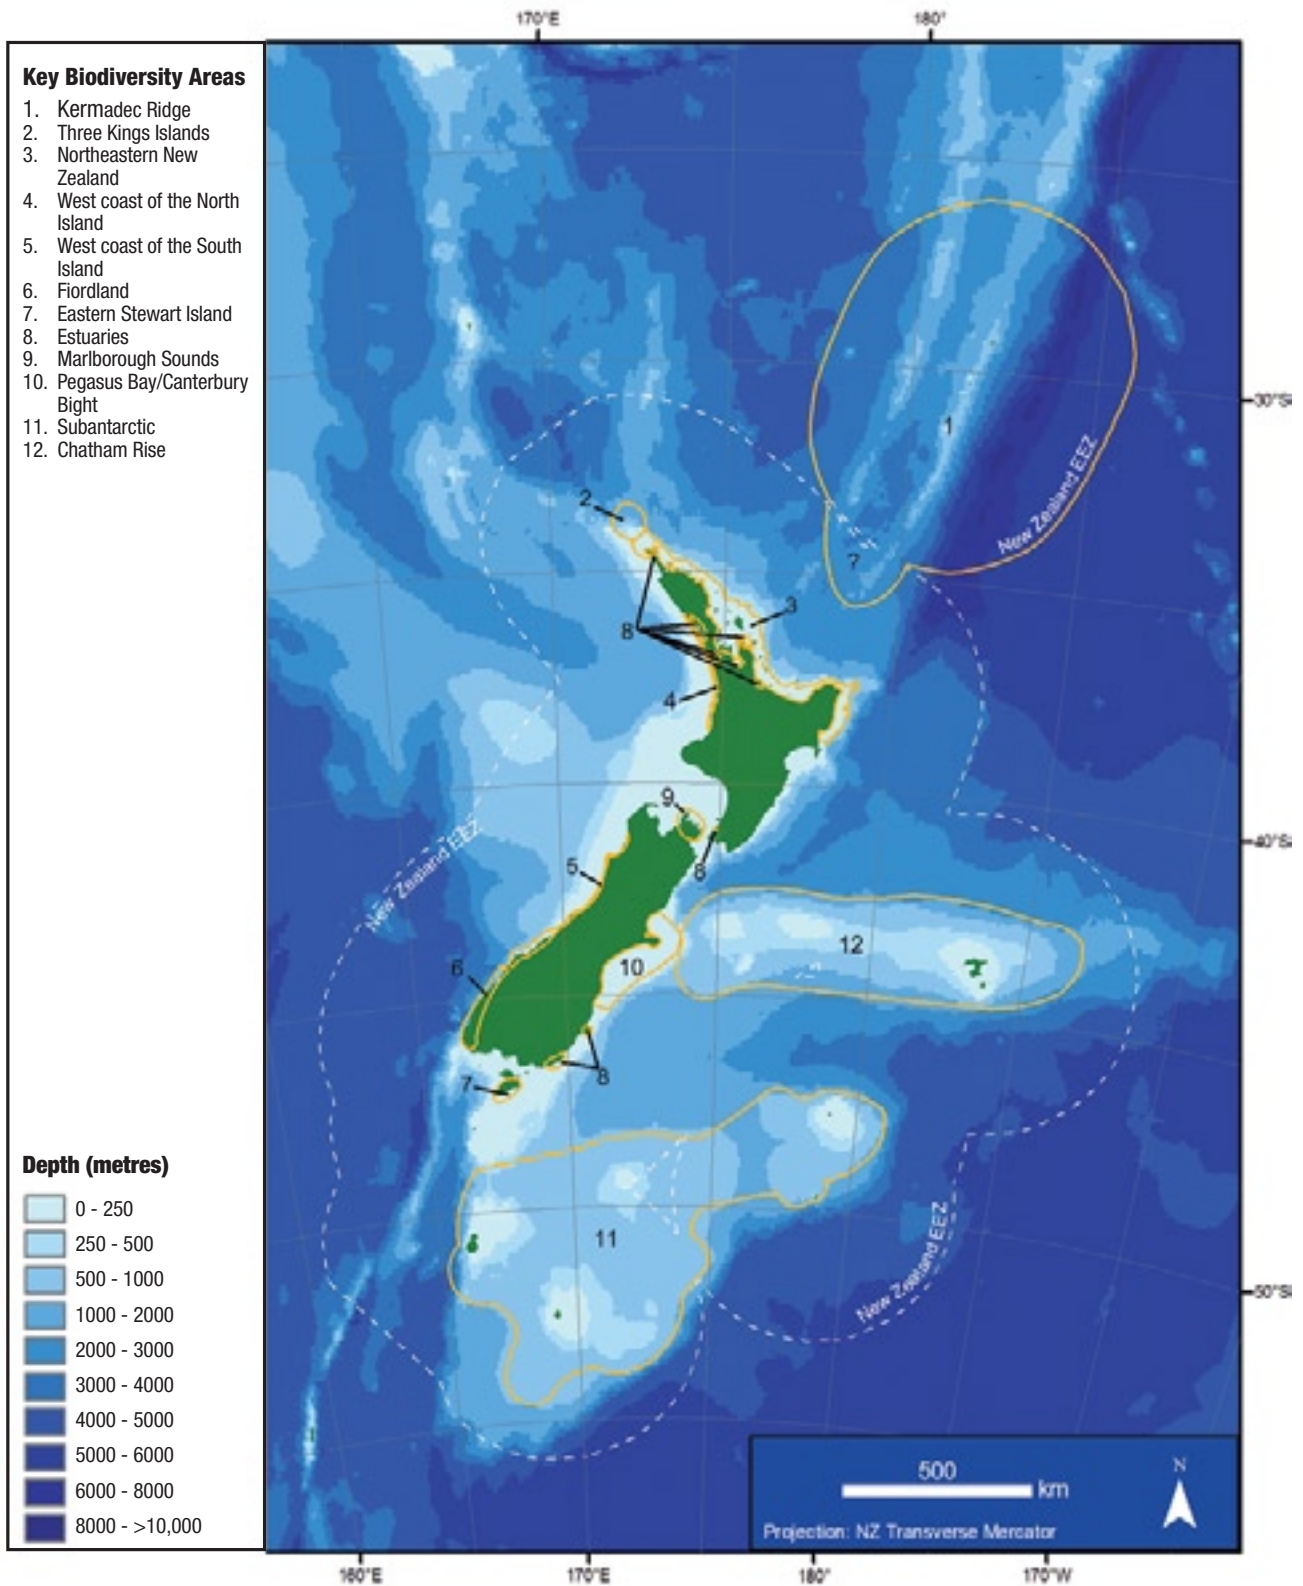 170°E
180°
Key Biodiversity Areas
1. Kermadec Ridge
2. Three Kings Islands
3. Northeastern New
Zealand
4. West coast of the North
Island
5. West coast of the South
Island
6. Fiordland
7. Eastern Stewart Island
8. Estuaries
9. Marlborough Sounds
10. Pegasus Bay/Canterbury
Bight
11. Subantarctic
12. Chatham Rise
30°S
1
New Zealand EEZ
2
?
3
8
4
9
40°S
New Zealand EEZ
5
8
12
6
10
7
8
11
New Zealand EEZ
50°S
Depth (metres)
0 - 250
250 - 500
500 - 1000
1000 - 2000
2000 - 3000
3000 - 4000
4000 - 5000
5000 - 6000
6000 - 8000
8000 - >10,000
500
km
N
Projection: NZ Transverse Mercator
160°E
170°E
180°
170°W